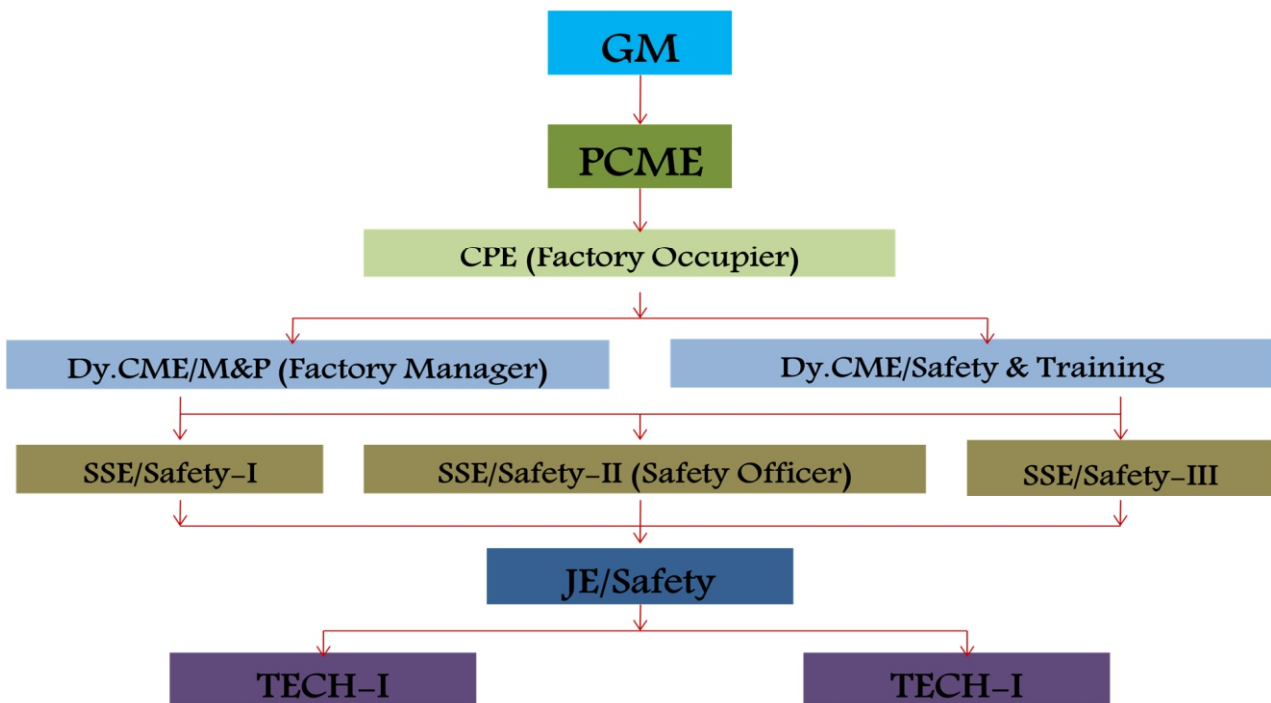 GM
PCME
CPE (Factory Occupier)
Dy.CME/M&P (Factory Manager)
Dy.CME/Safety & Training
SSE/Safety-I
SSE/Safety-II (Safety Officer)
SSE/Safety-III
JE/Safety
TECH-I
TECH-I